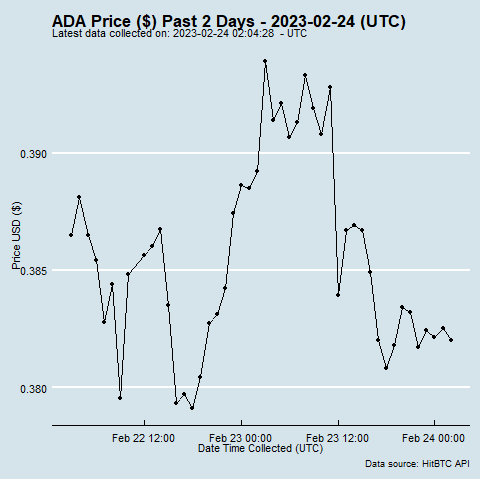 ADA Price ($) Past 2 Days - 2023-02-24 (UTC)
Latest data collected on: 2023-02-24 02:04:28 - UTC
0.390
0.385
0.380
Price USD ($)
Feb 22 12:00
Feb 23 00:00
Feb 23 12:00
Feb 24 00:00
Date Time Collected (UTC)
Data source: HitBTC API